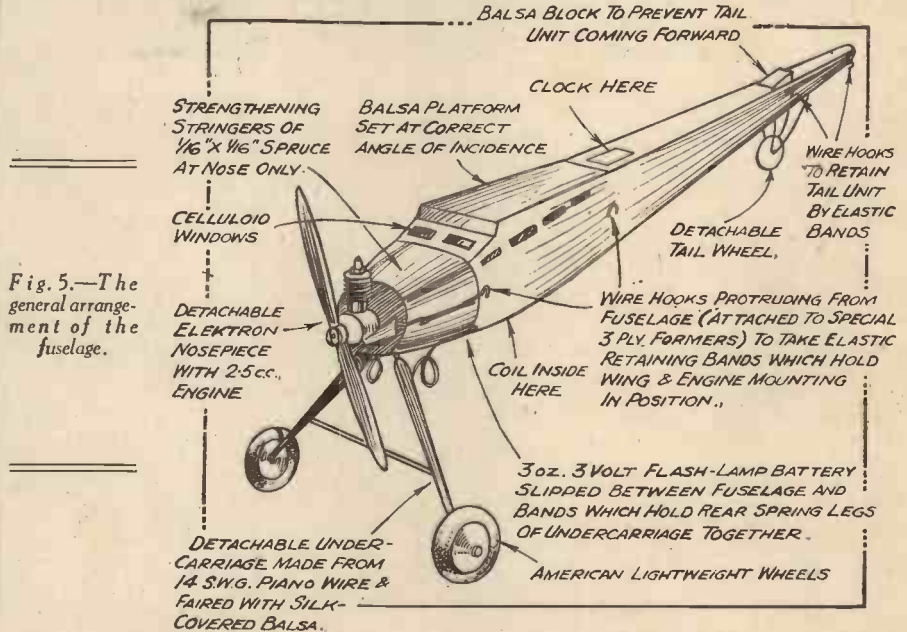 BALSA BLOCK TO PREVENT TAIL
UNIT COMING FORWARD
CLOCK HERE
STRENGTHENING
STRINGERS OF
1/16" X 1/16" SPRUCE
AT NOSE ONLY.
BALSA PLATFORM
SET AT CORRECT
ANGLE OF INCIDENCE
WIRE HOOKS
TO RETAIN
TAIL UNIT
BY ELASTIC
BANDS
DETACHABLE
TAIL WHEEL,
CELLULOID
WINDOWS
Fig. 5.—The
general arrange-
ment of the
fuselage.
DETACHABLE
ELEKTRON
NOSEPIECE
WITH 2·5 c.c.,
ENGINE
COIL INSIDE
HERE
WIRE HOOKS PROTRUDING FROM
FUSELAGE (ATTACHED TO SPECIAL
3 PLY. FORMERS) TO TAKE ELASTIC
RETAINING BANDS WHICH HOLD
WING & ENGINE MOUNTING
IN POSITION.,
3 oz. 3 VOLT FLASH-LAMP BATTERY
SLIPPED BETWEEN FUSELAGE AND
BANDS WHICH HOLD REAR SPRING LEGS
OF UNDERCARRIAGE TOGETHER.
AMERICAN LIGHTWEIGHT WHEELS
DETACHABLE UNDER-
CARRIAGE MADE FROM
14 S.W.G. PIANO WIRE &
FAIRED WITH SILK-
COVERED BALSA.